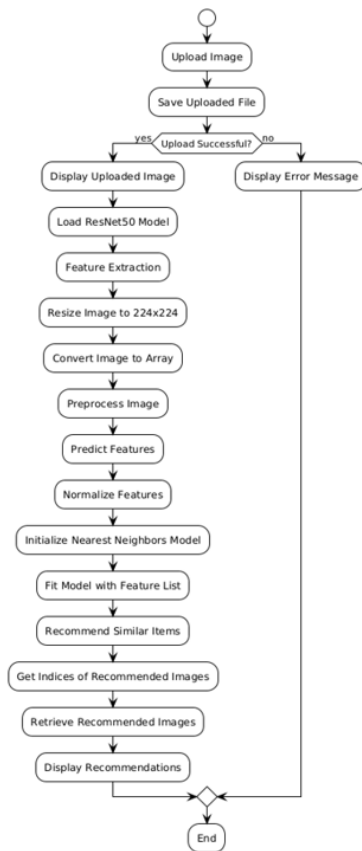 Upload Image
Save Uploaded File
yes
Upload Successful?
no
Display Uploaded Image
Display Error Message
Load ResNet50 Model
Feature Extraction
Resize Image to 224x224
Convert Image to Array
Preprocess Image
Predict Features
Normalize Features
Initialize Nearest Neighbors Model
Fit Model with Feature List
Recommend Similar Items
Get Indices of Recommended Images
Retrieve Recommended Images
Display Recommendations
End